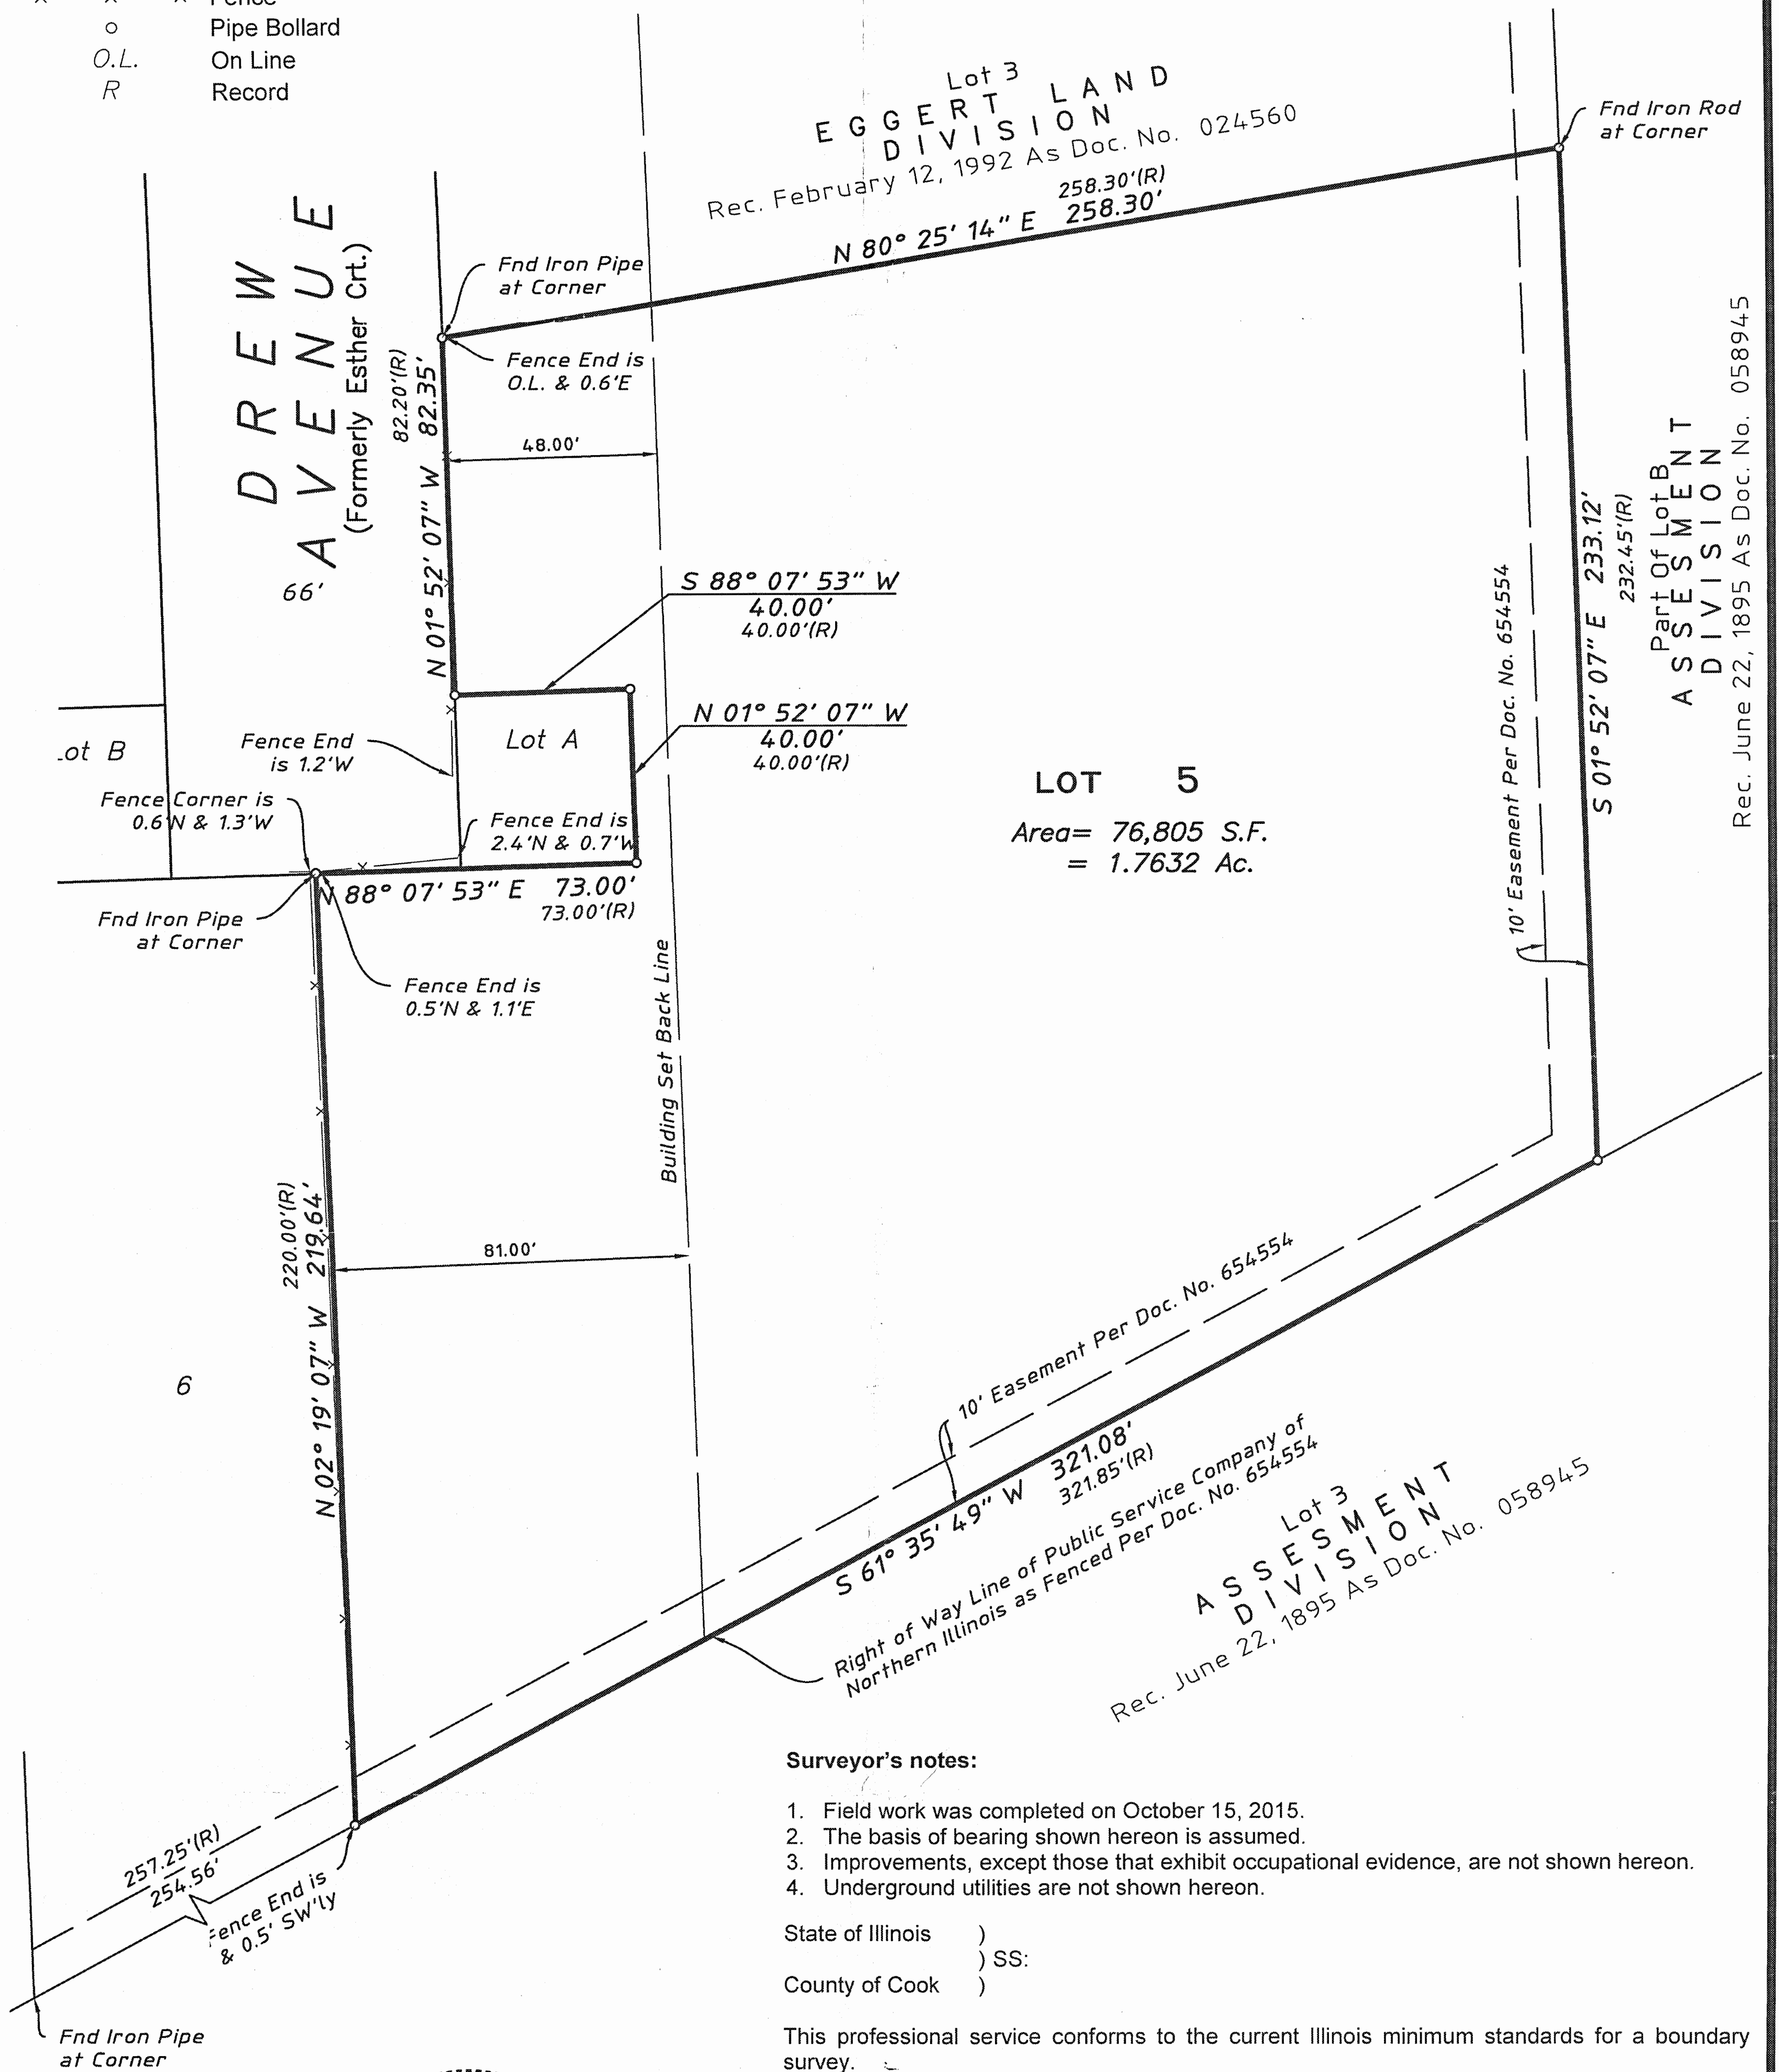 Fence
o Pipe Bollard
O.L. On Line
R Record
Lot 3
EGGERT LAND
DIVISION
Rec. February 12, 1992 As Doc. No. 024560
258.30'(R)
N 80° 25' 14" E 258.30'
Fnd Iron Rod
at Corner
DREW
AVENUE
(Formerly Esther Crt.)
66'
Fnd Iron Pipe
at Corner
Fence End is
O.L. & 0.6'E
82.20'(R)
N 01° 52' 07" W 82.35'
48.00'
S 88° 07' 53" W
40.00'
40.00'(R)
N 01° 52' 07" W
40.00'
40.00'(R)
Lot A
.ot B
Fence End
is 1.2'W
Fence Corner is
0.6'N & 1.3'W
Fence End is
2.4'N & 0.7'W
N 88° 07' 53" E 73.00'
73.00'(R)
Fnd Iron Pipe
at Corner
Fence End is
0.5'N & 1.1'E
LOT 5
Area= 76,805 S.F.
= 1.7632 Ac.
10' Easement Per Doc. No. 654554
S 01° 52' 07" E 233.12'
232.45'(R)
Part Of Lot B
ASSESMENT
DIVISION
Rec. June 22, 1895 As Doc. No. 058945
Building Set Back Line
220.00'(R)
N 02° 19' 07" W 219.64'
81.00'
6
10' Easement Per Doc. No. 654554
S 61° 35' 49" W 321.08'
321.85'(R)
Right of Way Line of Public Service Company of
Northern Illinois as Fenced Per Doc. No. 654554
Lot 3
ASSESMENT
DIVISION
Rec. June 22, 1895 As Doc. No. 058945
257.25'(R)
254.56'
Fence End is
& 0.5' SW'ly
Fnd Iron Pipe
at Corner
Surveyor's notes:
1. Field work was completed on October 15, 2015.
2. The basis of bearing shown hereon is assumed.
3. Improvements, except those that exhibit occupational evidence, are not shown hereon.
4. Underground utilities are not shown hereon.
State of Illinois )
) SS:
County of Cook )
This professional service conforms to the current Illinois minimum standards for a boundary
survey.